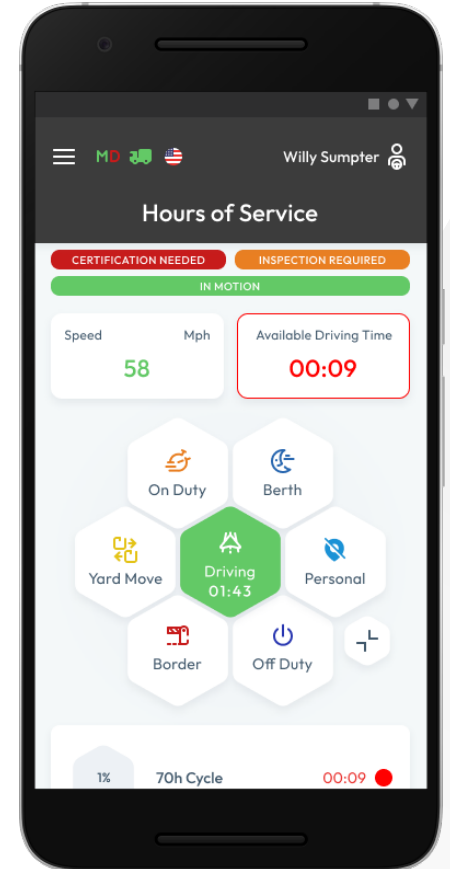 MD
Willy Sumpter
Hours of Service
CERTIFICATION NEEDED
INSPECTION REQUIRED
IN MOTION
Speed Mph
58
Available Driving Time
00:09
On Duty
Berth
Yard Move
Driving
01:43
Personal
Border
Off Duty
1% 70h Cycle 00:09